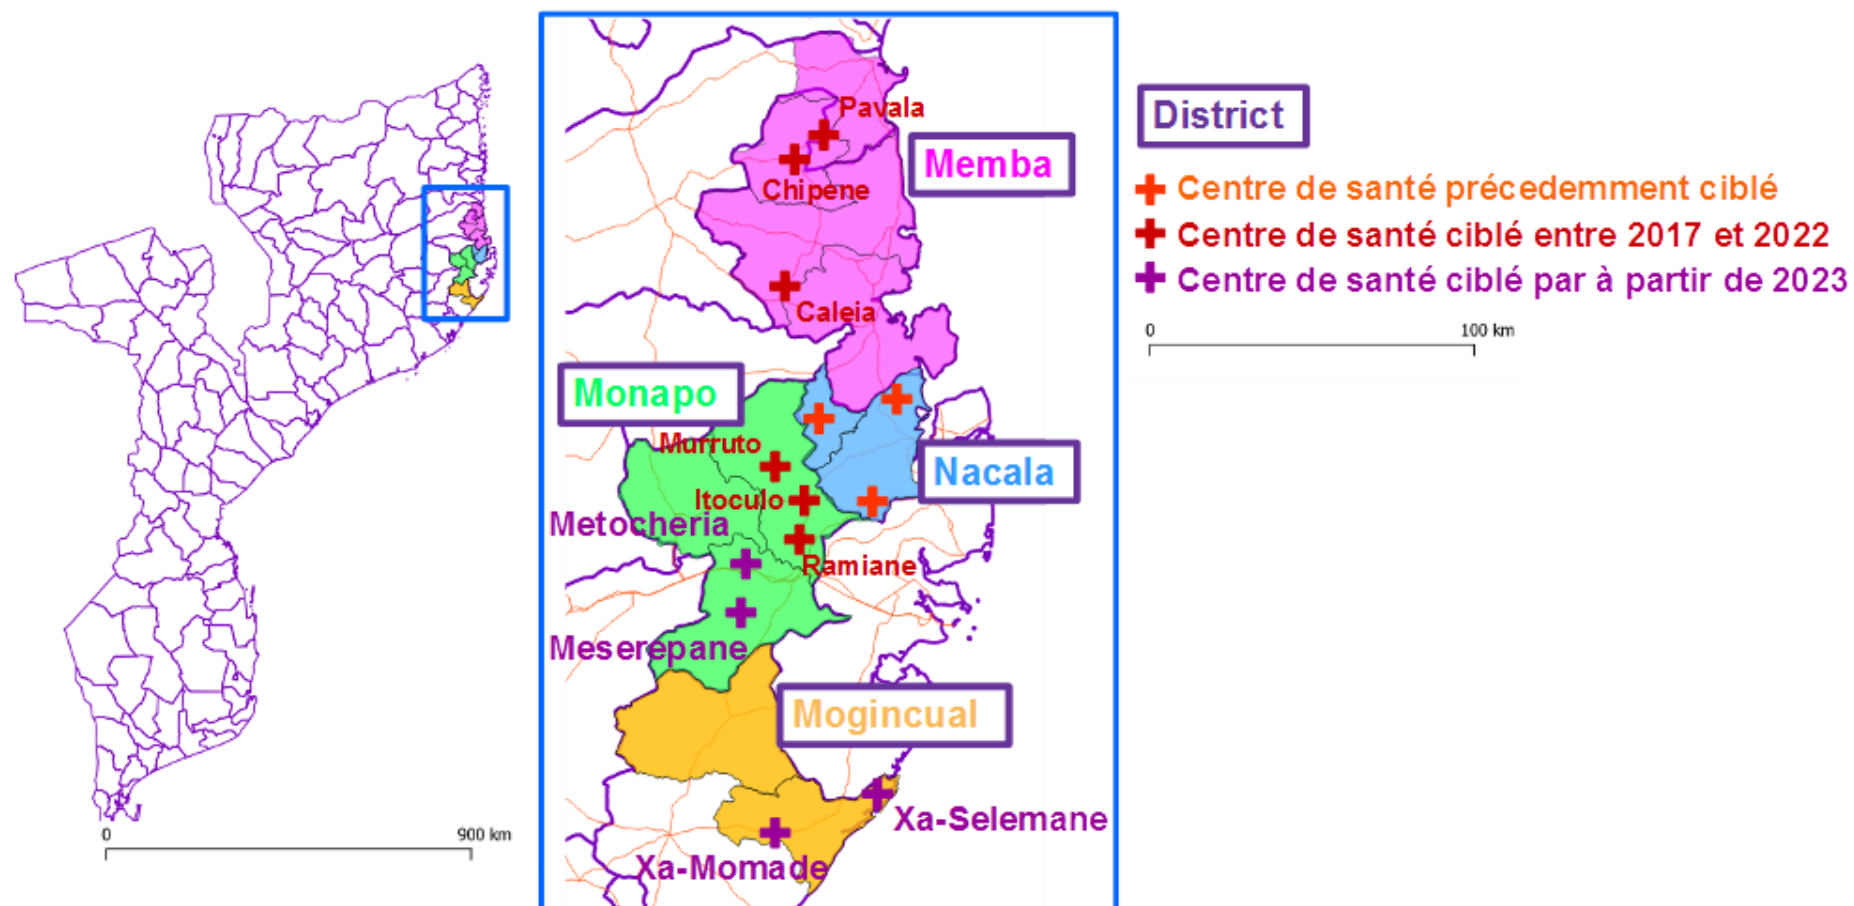 0
900 km
Pavala
Memba
Chipene
Caleia
Monapo
Murruto
Nacala
Itoculo
Metocheria
Ramiane
Meserepane
Mogincual
Xa-Selemane
Xa-Momade
District
Centre de santé précedemment ciblé
Centre de santé ciblé entre 2017 et 2022
Centre de santé ciblé par à partir de 2023
0
100 km